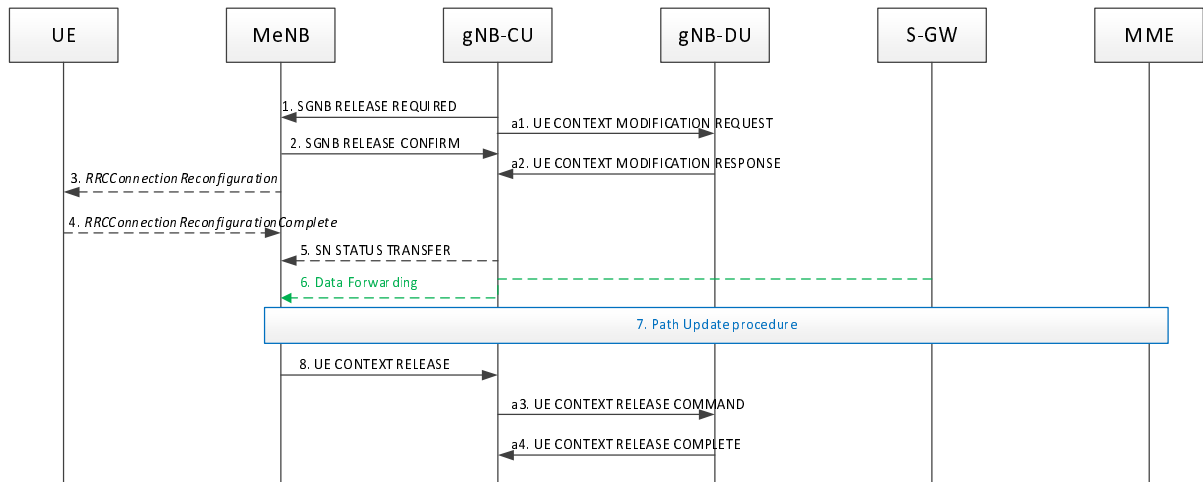 UE
MeNB
gNB-CU
gNB-DU
S-GW
MME
1. SGNB RELEASE REQUIRED
a1. UE CONTEXT MODIFICATION REQUEST
2. SGNB RELEASE CONFIRM
a2. UE CONTEXT MODIFICATION RESPONSE
3. RRCConnectionReconfiguration
4. RRCConnectionReconfigurationComplete
5. SN STATUS TRANSFER
6. Data Forwarding
7. Path Update procedure
8. UE CONTEXT RELEASE
a3. UE CONTEXT RELEASE COMMAND
a4. UE CONTEXT RELEASE COMPLETE